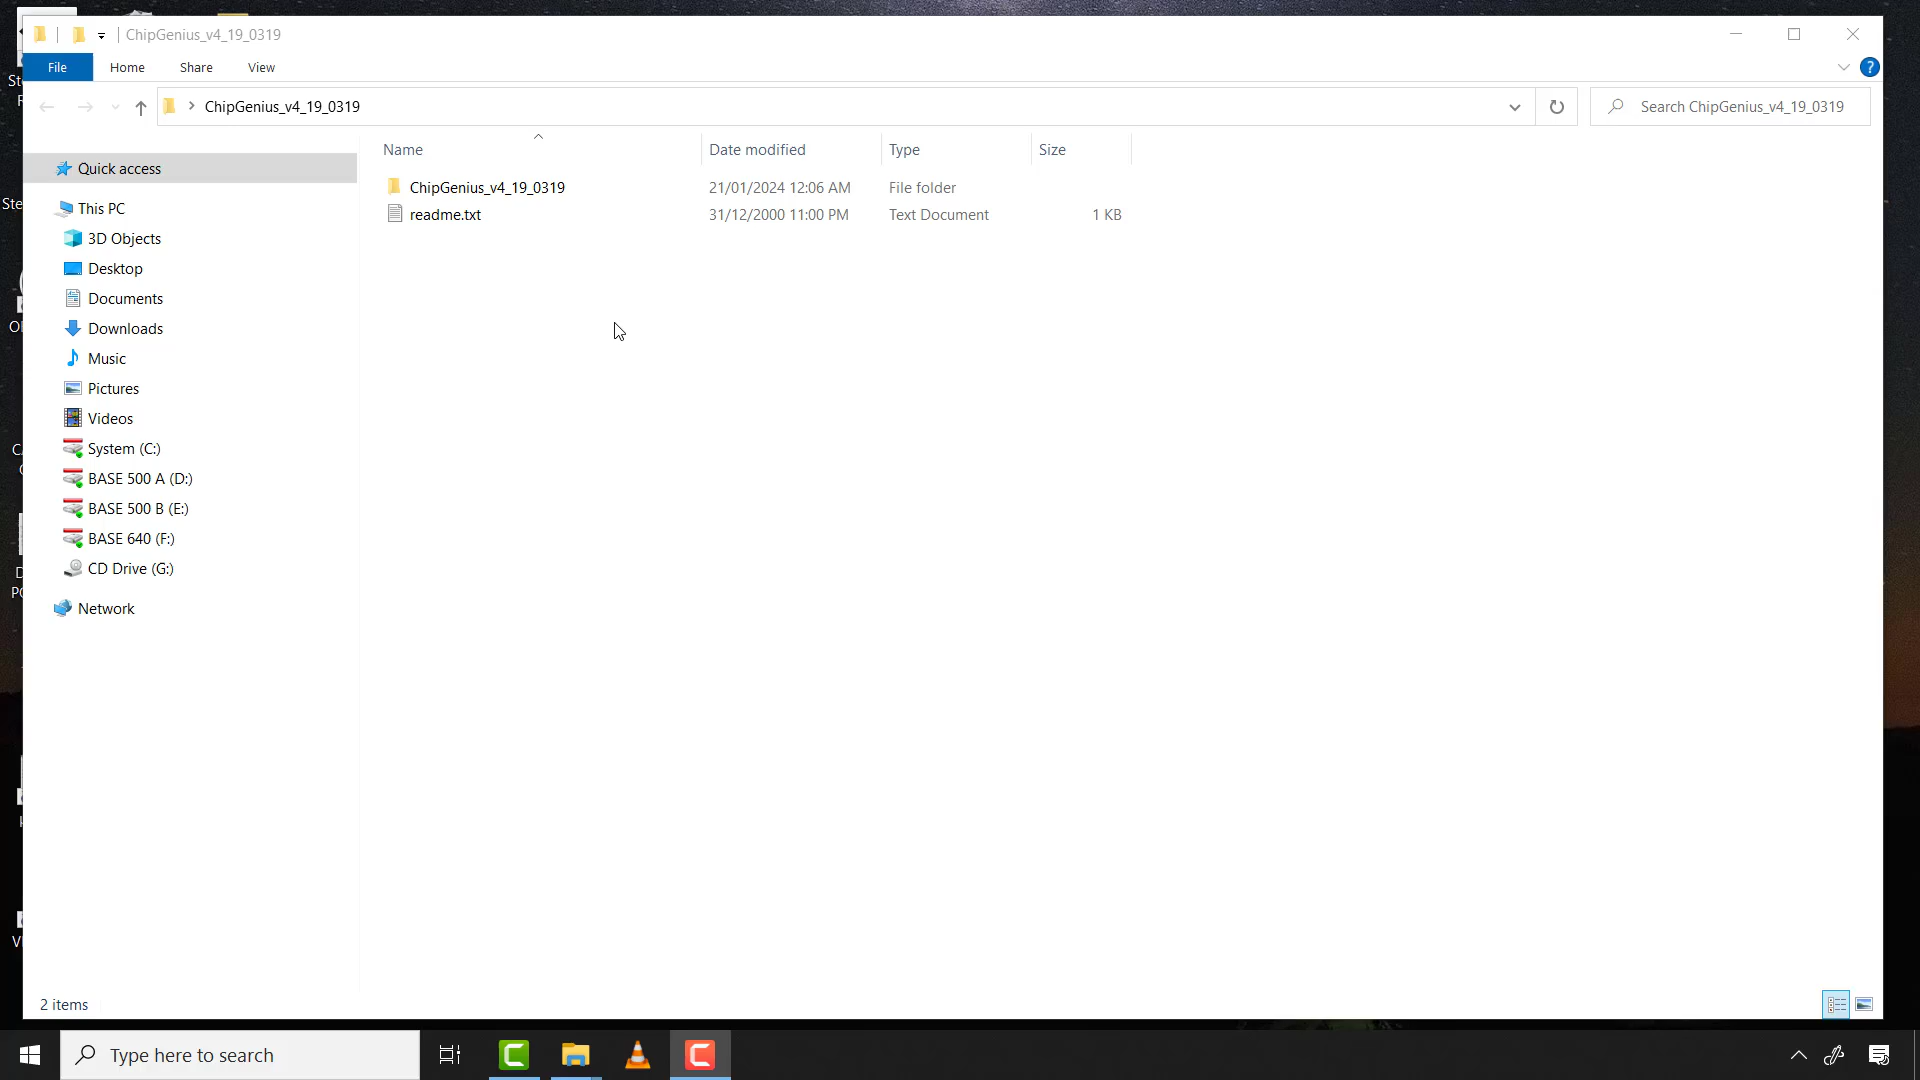 ChipGenius_v4_19_0319
File Home Share View
ChipGenius_v4_19_0319
Search ChipGenius_v4_19_0319
Name Date modified Type Size
Quick access
ChipGenius_v4_19_0319 21/01/2024 12:06 AM File folder
readme.txt 31/12/2000 11:00 PM Text Document 1 KB
This PC
3D Objects
Desktop
Documents
Downloads
Music
Pictures
Videos
System (C:)
BASE 500 A (D:)
BASE 500 B (E:)
BASE 640 (F:)
CD Drive (G:)
Network
2 items
Type here to search